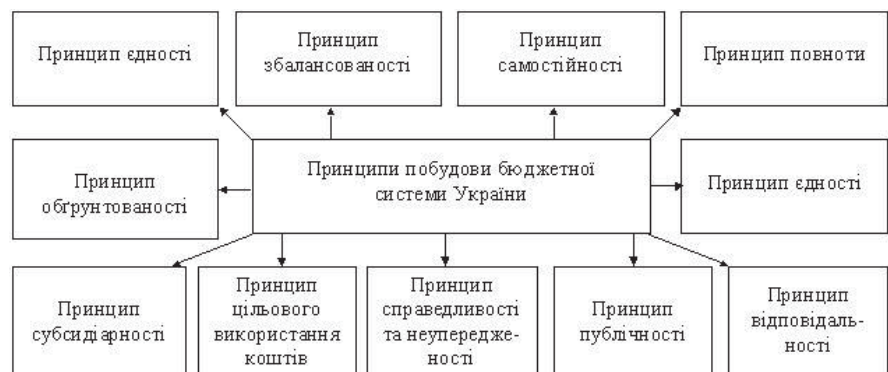 Принцип єдності
Принцип
збалансованості
Принцип
самостійності
Принцип повноти
Принцип
обґрунтованості
Принципи побудови бюджетної
системи України
Принцип єдності
Принцип
субсидіарності
Принцип
цільового
використання
коштів
Принцип
справедливості
та неупередже-
ності
Принцип
публічності
Принцип
відповідаль-
ності